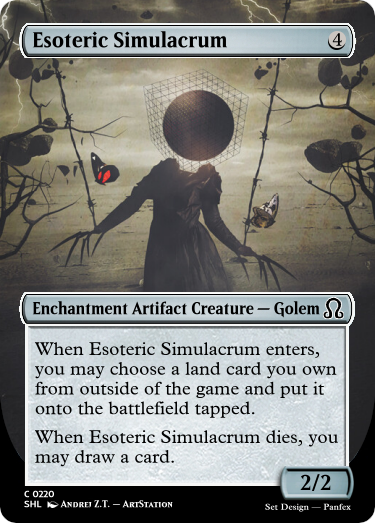 Esoteric Simulacrum 4
Enchantment Artifact Creature — Golem
When Esoteric Simulacrum enters,
you may choose a land card you own
from outside of the game and put it
onto the battlefield tapped.
When Esoteric Simulacrum dies, you
may draw a card.
2/2
C 0220
SHL Andrei Z.T. — ArtStation
Set Design — Panfex